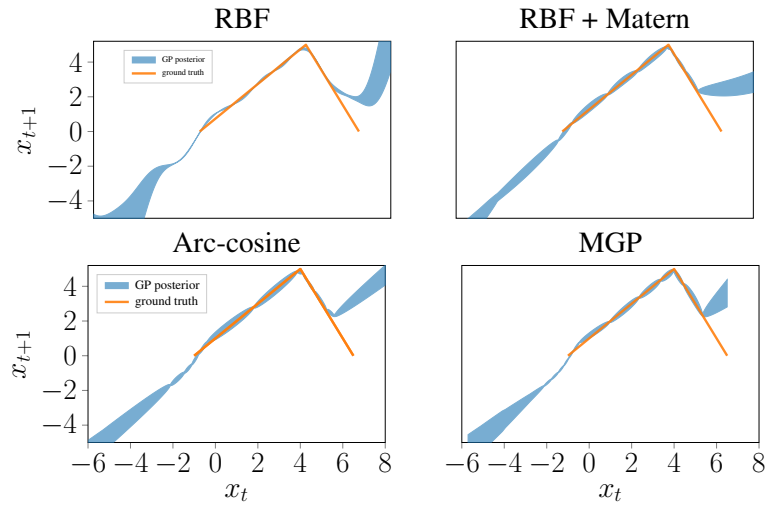 RBF
RBF + Matern
GP posterior
ground truth
4
2
0
−2
−4
x_{t+1}
Arc-cosine
MGP
GP posterior
ground truth
4
2
0
−2
−4
x_{t+1}
−6 −4 −2 0 2 4 6 8
−6 −4 −2 0 2 4 6 8
x_t
x_t